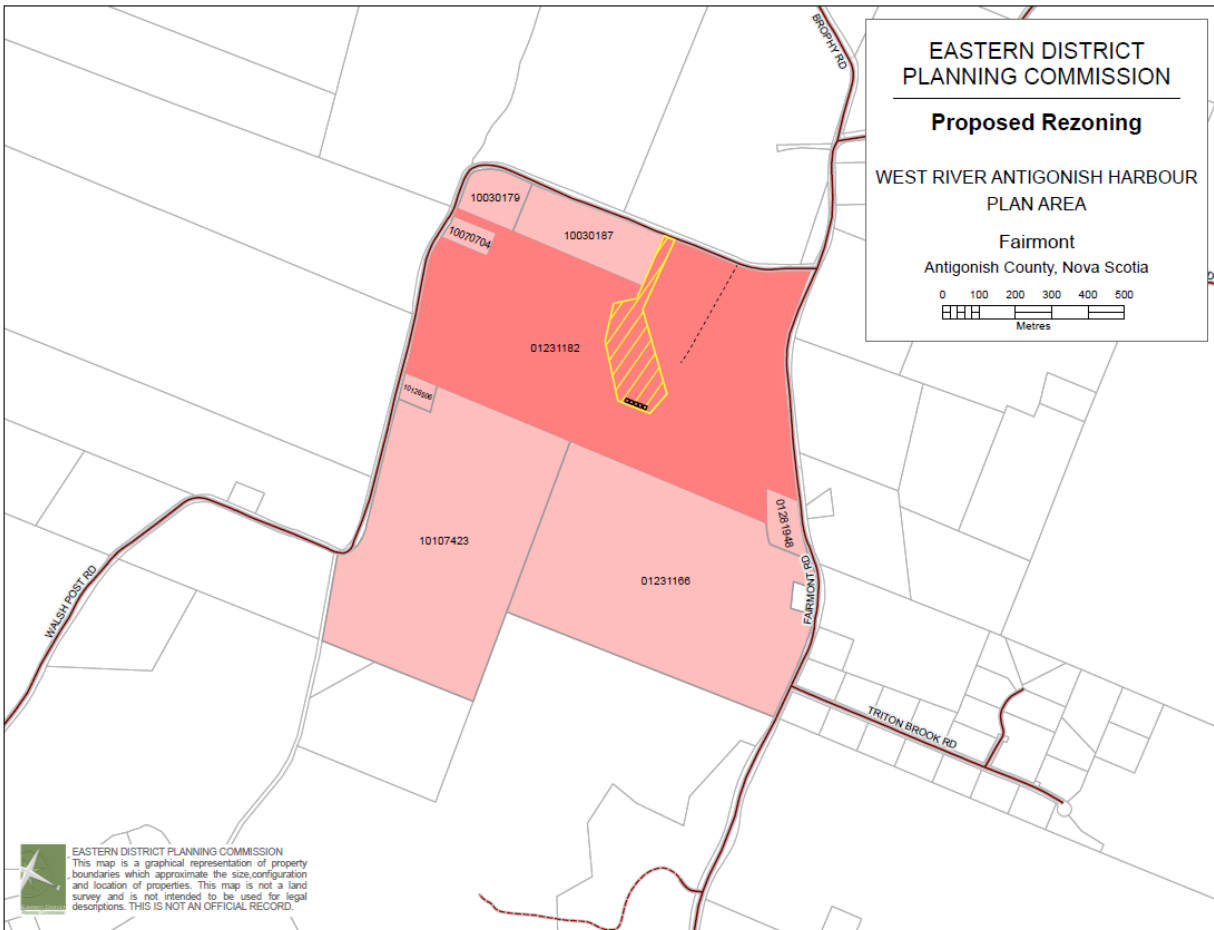 BROPHY RD
EASTERN DISTRICT
PLANNING COMMISSION
Proposed Rezoning
WEST RIVER ANTIGONISH HARBOUR
PLAN AREA
Fairmont
Antigonish County, Nova Scotia
0 100 200 300 400 500
Metres
10030179
10030187
10070704
01231182
10126506
01281948
10107423
01231166
FAIRMONT RD
WALSH POST RD
TRITON BROOK RD
EASTERN DISTRICT PLANNING COMMISSION
This map is a graphical representation of property
boundaries which approximate the size,configuration
and location of properties. This map is not a land
survey and is not intended to be used for legal
descriptions. THIS IS NOT AN OFFICIAL RECORD.